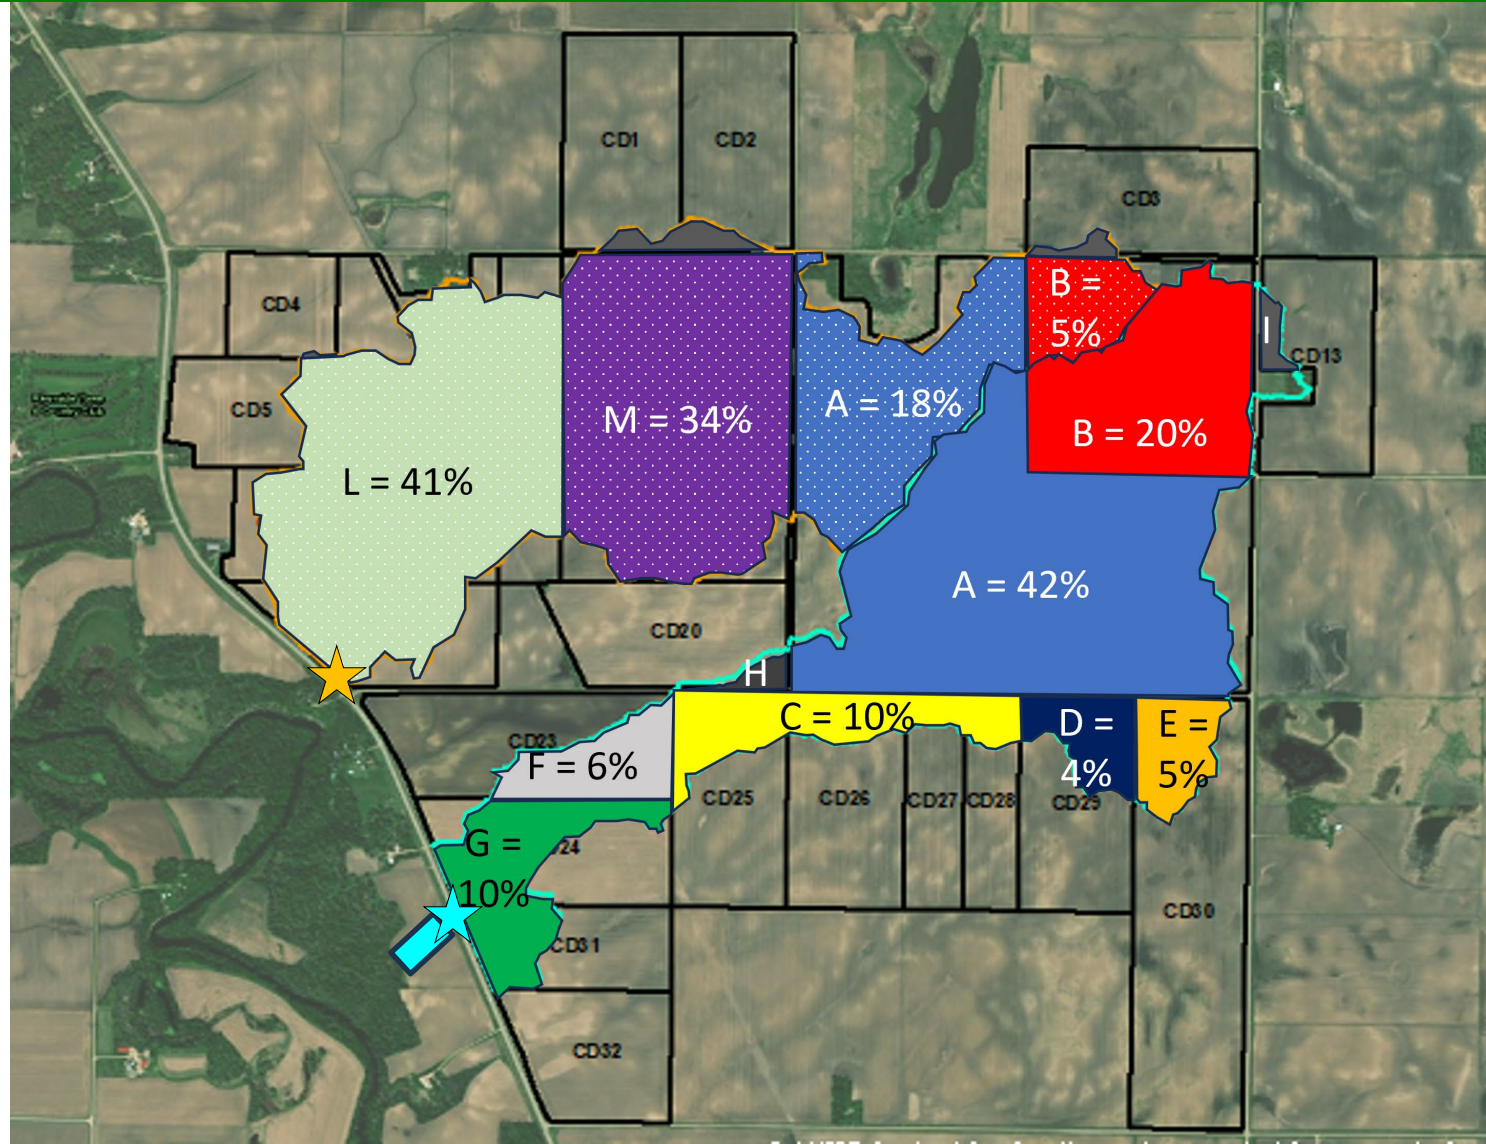 CD1
CD2
CD3
CD4
B =
5%
I
CD13
CD5
M = 34%
A = 18%
B = 20%
L = 41%
A = 42%
CD20
H
C = 10%
D =
4%
E =
5%
CD23
F = 6%
CD25
CD26
CD27
CD28
CD29
G =
10%
24
CD30
CD31
CD32